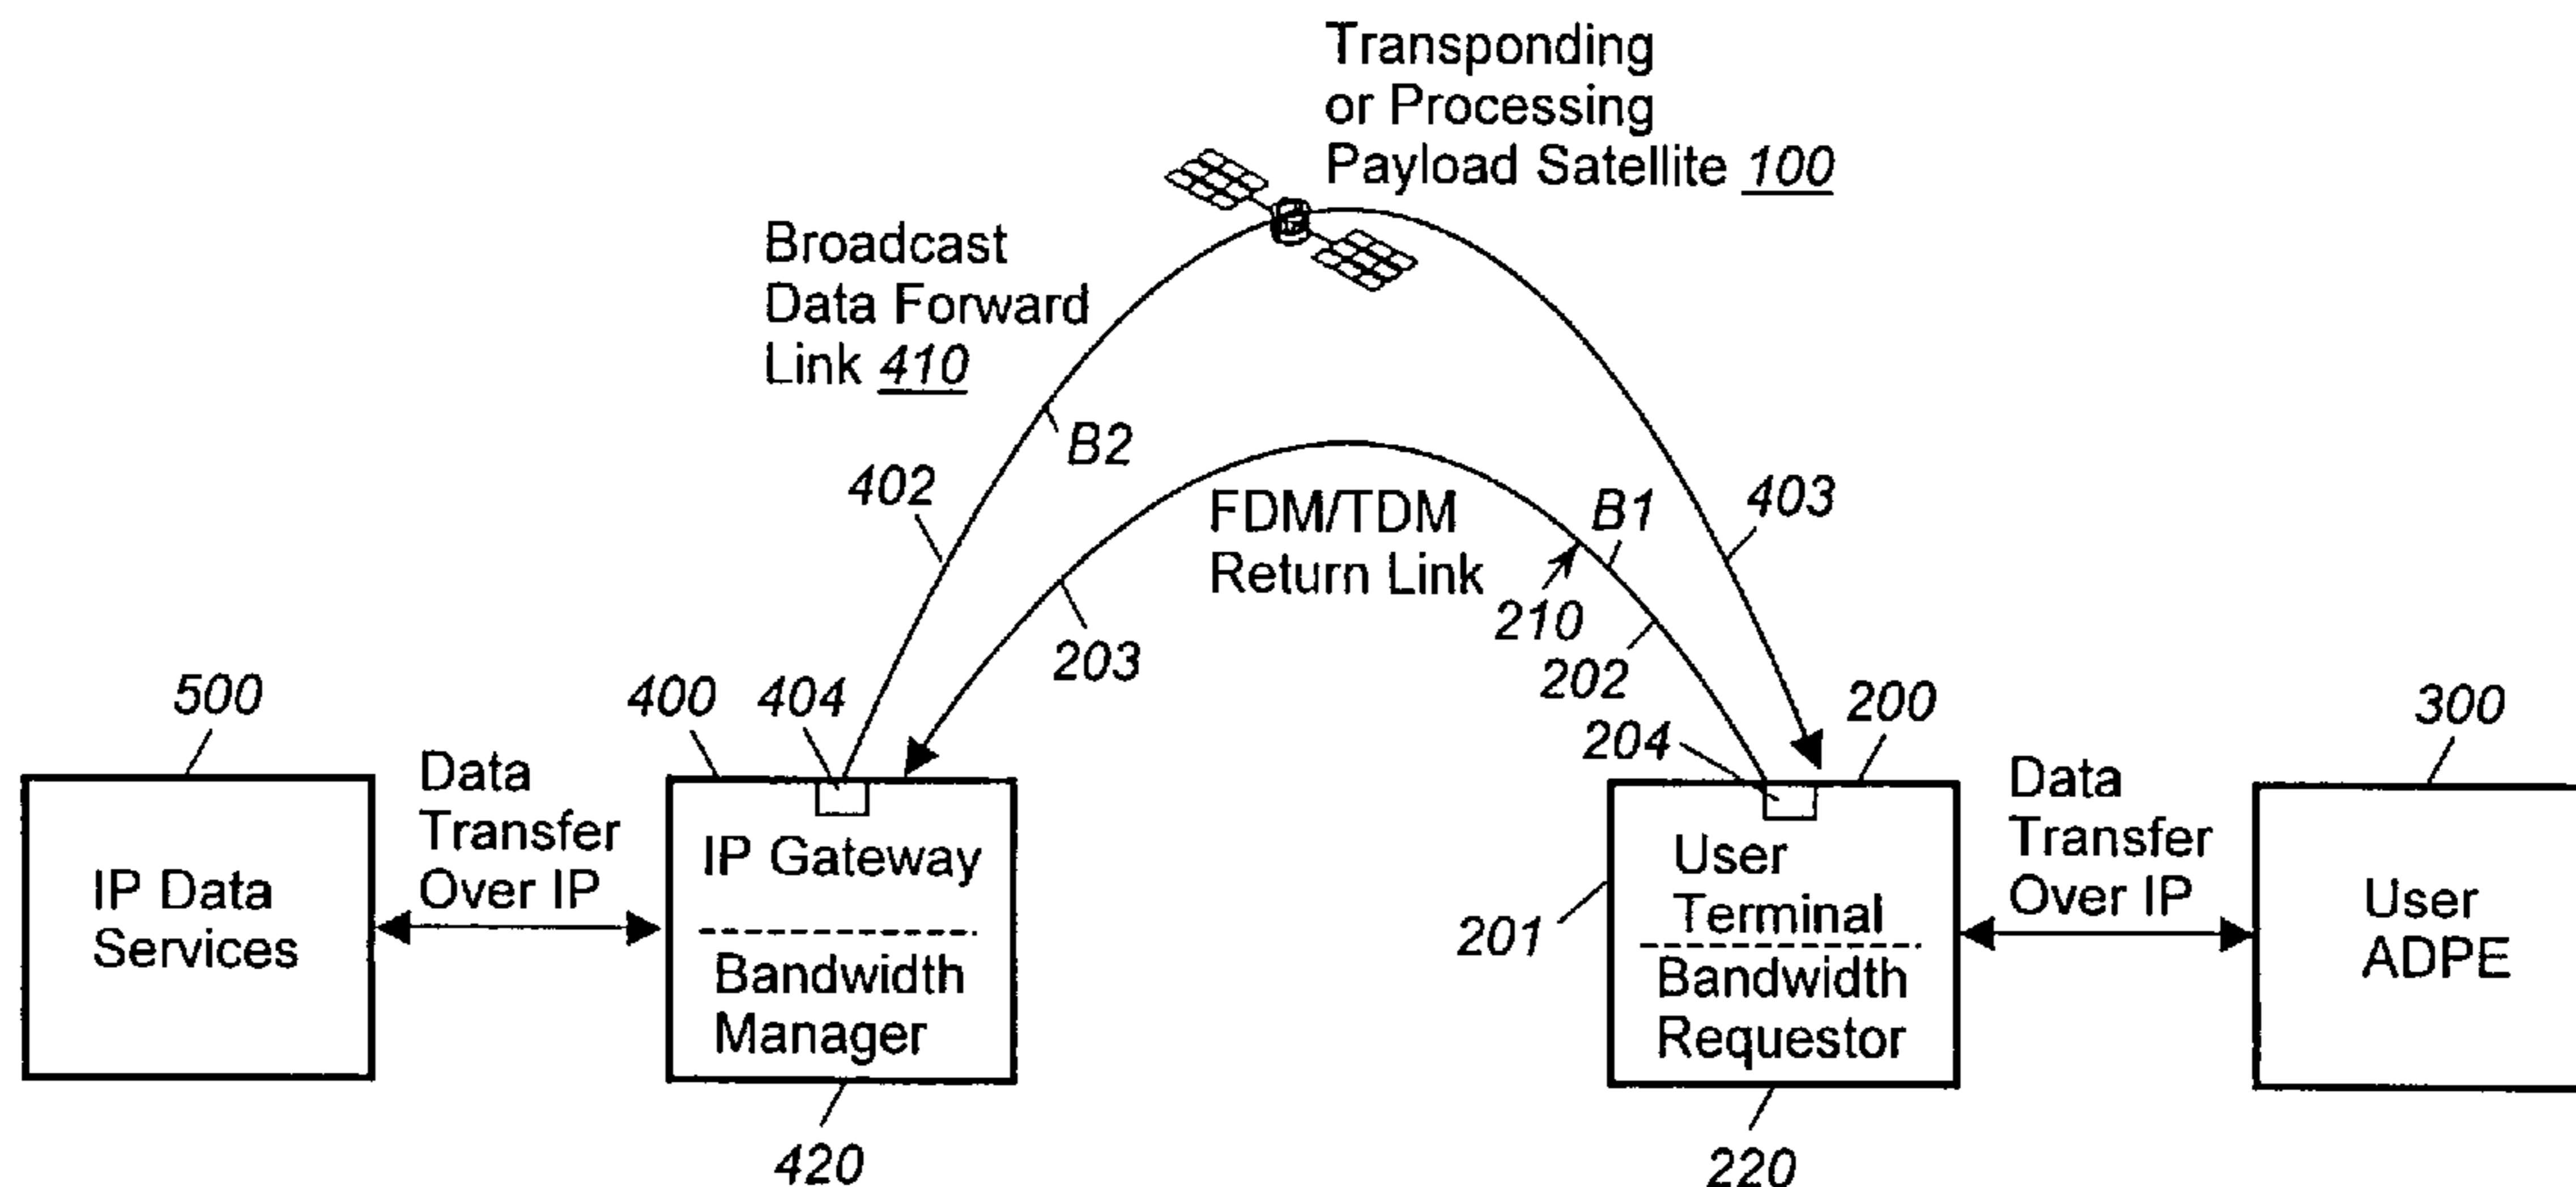 Transponding
or Processing
Payload Satellite 100
Broadcast
Data Forward
Link 410
B2
402
FDM/TDM
Return Link
B1
403
210
203
202
500
400
404
204
200
300
Data
Transfer
Over IP
Data
Transfer
Over IP
IP Data
Services
IP Gateway
Bandwidth
Manager
201
User
Terminal
Bandwidth
Requestor
User
ADPE
420
220